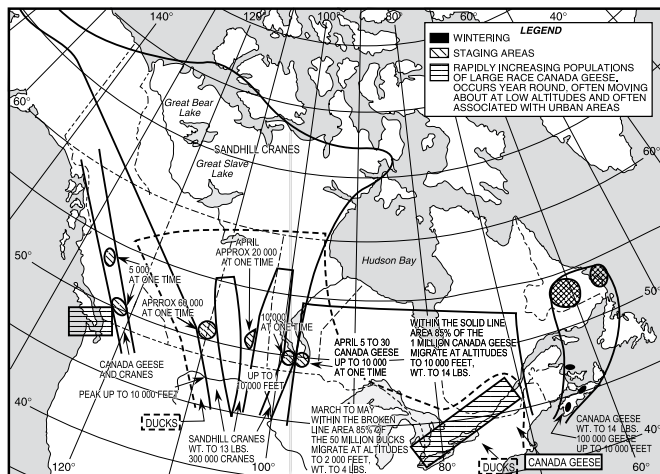 140°
120°
100°
80°
60°
40°
LEGEND
WINTERING
STAGING AREAS
RAPIDLY INCREASING POPULATIONS
OF LARGE RACE CANADA GEESE,
OCCURS YEAR ROUND, OFTEN MOVING
ABOUT AT LOW ALTITUDES AND OFTEN
ASSOCIATED WITH URBAN AREAS
60°
Great Bear
Lake
SANDHILL CRANES
Great Slave
Lake
60°
50°
Hudson Bay
APRIL
APPROX 20 000
AT ONE TIME
5 000
AT ONE TIME
APPROX 60 000
AT ONE TIME
10 000
AT ONE TIME
50°
APRIL 5 TO 30
CANADA GEESE
UP TO 10 000
AT ONE TIME
WITHIN THE SOLID LINE
AREA 85% OF THE
1 MILLION CANADA GEESE
MIGRATE AT ALTITUDES
TO 10 000 FEET,
WT. TO 14 LBS.
CANADA GEESE
AND CRANES
PEAK UP TO 10 000 FEET
UP TO
10 000 FEET
40°
DUCKS
SANDHILL CRANES
WT. TO 13 LBS.
300 000 CRANES
MARCH TO MAY
WITHIN THE BROKEN
LINE AREA 85% OF
THE 50 MILLION DUCKS
MIGRATE AT ALTITUDES
TO 2 000 FEET.
WT. TO 4 LBS.
CANADA GEESE
WT. TO 14 LBS.
100 000 GEESE
UP TO 10 000 FEET
40°
DUCKS
CANADA GEESE
120°
100°
80°
60°